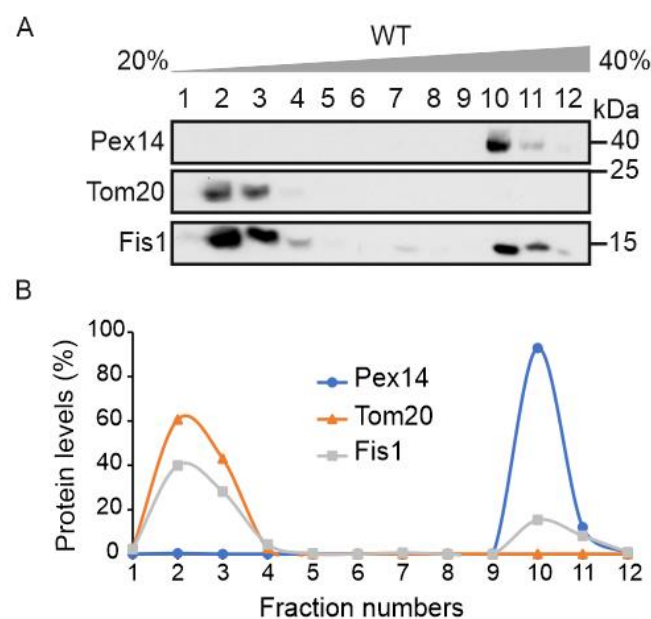 A
WT
20% 40%
1 2 3 4 5 6 7 8 9 10 11 12 kDa
Pex14 40
25
Tom20
Fis1 15
B
100
80
60
40
20
0
Protein levels (%)
Pex14
Tom20
Fis1
1 2 3 4 5 6 7 8 9 10 11 12
Fraction numbers